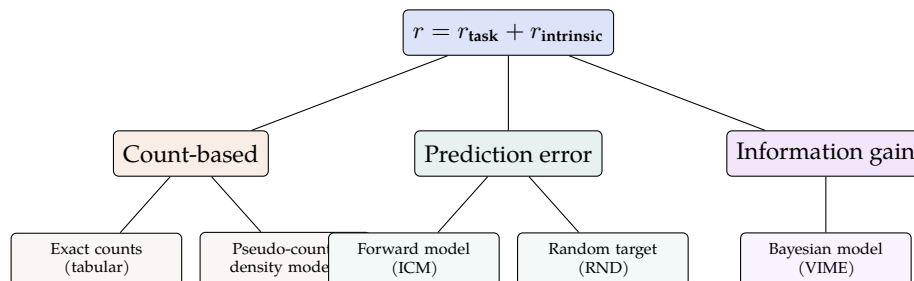 r = r_task + r_intrinsic
Count-based
Prediction error
Information gain
Exact counts
(tabular)
Pseudo-count
density
Forward model
(ICM)
Random target
(RND)
Bayesian model
(VIME)